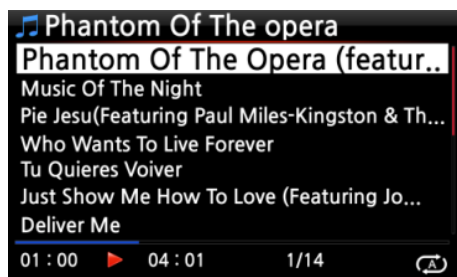 Phantom Of The opera
Phantom Of The Opera (featur..
Music Of The Night
Pie Jesu(Featuring Paul Miles-Kingston & Th...
Who Wants To Live Forever
Tu Quieres Voiver
Just Show Me How To Love (Featuring Jo...
Deliver Me
01 : 00 04 : 01 1/14 A